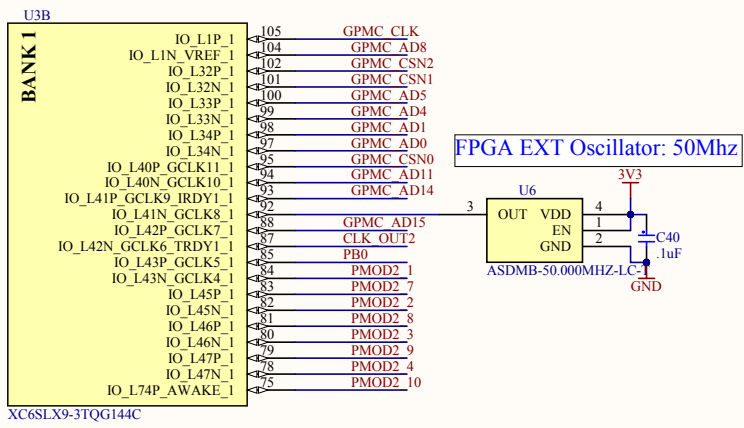 U3B
BANK 1
IO_L1P_1 105 GPMC_CLK
IO_L1N_VREF_1 104 GPMC_AD8
IO_L32P_1 102 GPMC_CSN2
IO_L32N_1 101 GPMC_CSN1
IO_L33P_1 100 GPMC_AD5
IO_L33N_1 99 GPMC_AD4
IO_L34P_1 98 GPMC_AD1
IO_L34N_1 97 GPMC_AD0
IO_L40P_GCLK11_1 95 GPMC_CSN0
IO_L40N_GCLK10_1 94 GPMC_AD11
IO_L41P_GCLK9_IRDY1_1 93 GPMC_AD14
IO_L41N_GCLK8_1 92
IO_L42P_GCLK7_1 88 GPMC_AD15
IO_L42N_GCLK6_TRDY1_1 87 CLK_OUT2
IO_L43P_GCLK5_1 85 PB0
IO_L43N_GCLK4_1 84 PMOD2_1
IO_L45P_1 83 PMOD2_7
IO_L45N_1 82 PMOD2_2
IO_L46P_1 81 PMOD2_8
IO_L46N_1 80 PMOD2_3
IO_L47P_1 79 PMOD2_9
IO_L47N_1 78 PMOD2_4
IO_L74P_AWAKE_1 75 PMOD2_10
XC6SLX9-3TQG144C
FPGA EXT Oscillator: 50Mhz
3V3
U6
3 OUT VDD 4
EN 1
GND 2
C40
.1uF
ASDMB-50.000MHZ-LC-T
GND